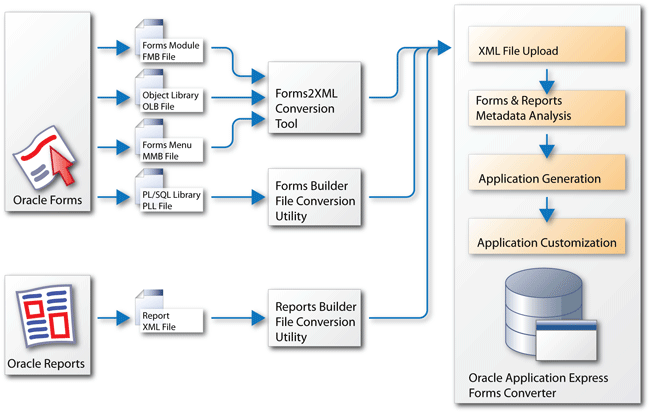 Forms Module
FMB File
Object Library
OLB File
Forms Menu
MMB File
PL/SQL Library
PLL File
Oracle Forms
Forms2XML
Conversion
Tool
Forms Builder
File Conversion
Utility
Report
XML File
Oracle Reports
Reports Builder
File Conversion
Utility
XML File Upload
Forms & Reports
Metadata Analysis
Application Generation
Application Customization
Oracle Application Express
Forms Converter